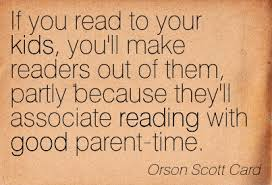 If you read to your
kids, you'll make
readers out of them,
partly because they'll
associate reading with
good parent-time.
Orson Scott Card